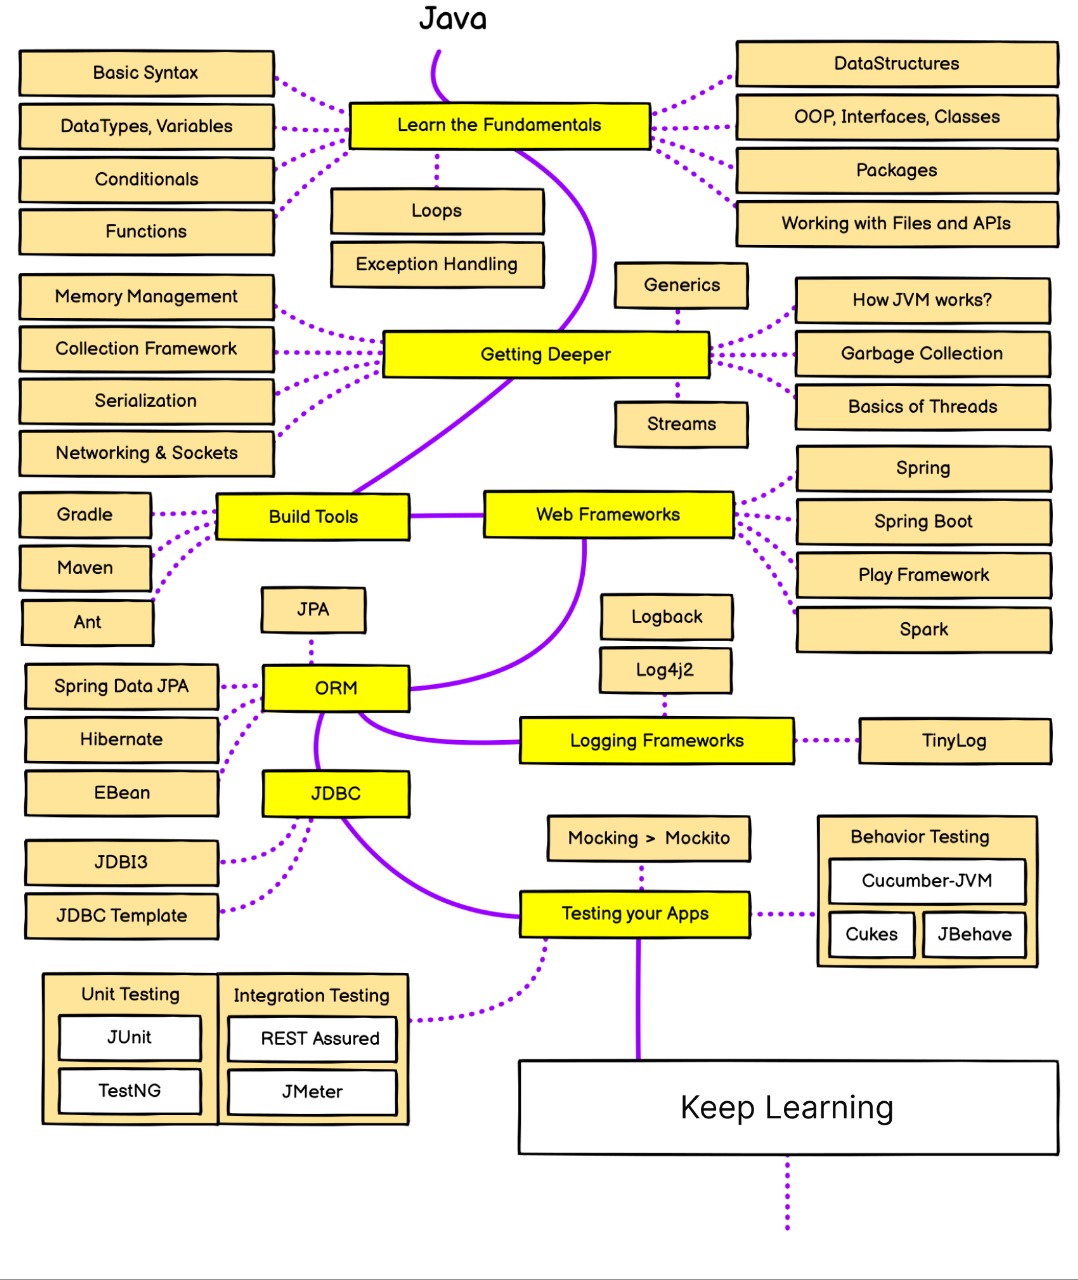 Java
Learn the Fundamentals
Basic Syntax
DataTypes, Variables
Conditionals
Functions
Loops
Exception Handling
DataStructures
OOP, Interfaces, Classes
Packages
Working with Files and APIs
Getting Deeper
Memory Management
Collection Framework
Serialization
Networking & Sockets
Generics
Streams
How JVM works?
Garbage Collection
Basics of Threads
Build Tools
Gradle
Maven
Ant
Web Frameworks
Spring
Spring Boot
Play Framework
Spark
ORM
JPA
Spring Data JPA
Hibernate
EBean
Logging Frameworks
Logback
Log4j2
TinyLog
JDBC
JDBI3
JDBC Template
Testing your Apps
Mocking > Mockito
Behavior Testing
Cucumber-JVM
Cukes
JBehave
Unit Testing
JUnit
TestNG
Integration Testing
REST Assured
JMeter
Keep Learning